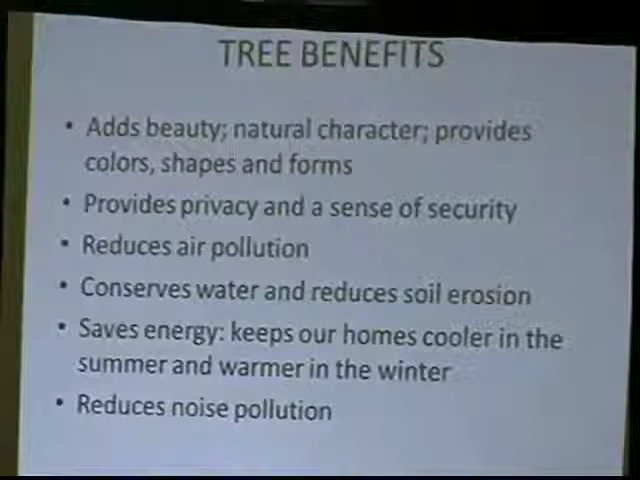 TREE BENEFITS
• Adds beauty; natural character; provides
colors, shapes and forms
• Provides privacy and a sense of security
• Reduces air pollution
• Conserves water and reduces soil erosion
• Saves energy: keeps our homes cooler in the
summer and warmer in the winter
• Reduces noise pollution